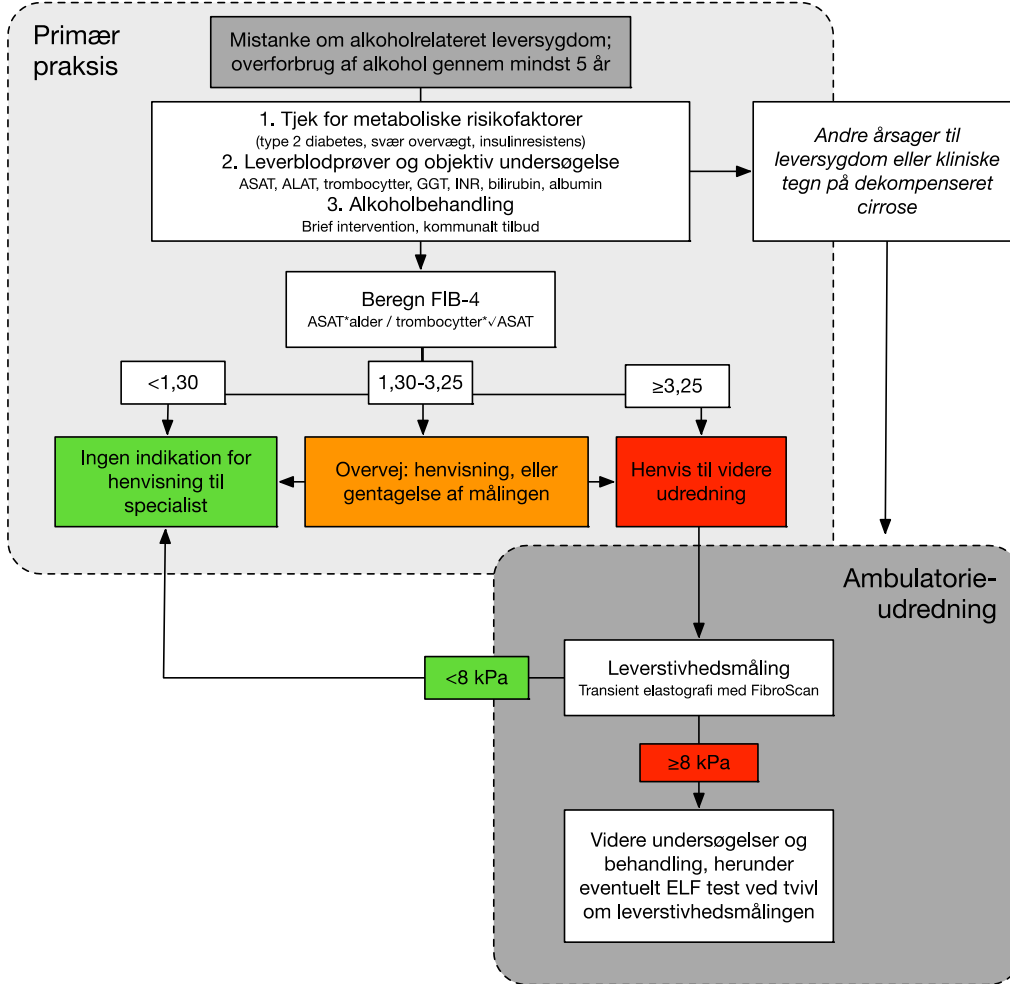 Primær
praksis
Mistanke om alkoholrelateret leversygdom;
overforbrug af alkohol gennem mindst 5 år
1. Tjek for metaboliske risikofaktorer
(type 2 diabetes, svær overvægt, insulinresistens)
2. Leverblodprøver og objektiv undersøgelse
ASAT, ALAT, trombocytter, GGT, INR, bilirubin, albumin
3. Alkoholbehandling
Brief intervention, kommunalt tilbud
Andre årsager til
leversygdom eller kliniske
tegn på dekompenseret
cirrose
Beregn FIB-4
ASAT*alder / trombocytter*✓ASAT
<1,30
1,30-3,25
≥3,25
Ingen indikation for
henvisning til
specialist
Overvej: henvisning, eller
gentagelse af målingen
Henvis til videre
udredning
Ambulatorie-
udredning
Leverstivhedsmåling
Transient elastografi med FibroScan
<8 kPa
≥8 kPa
Videre undersøgelser og
behandling, herunder
eventuelt ELF test ved tvivl
om leverstivhedsmålingen